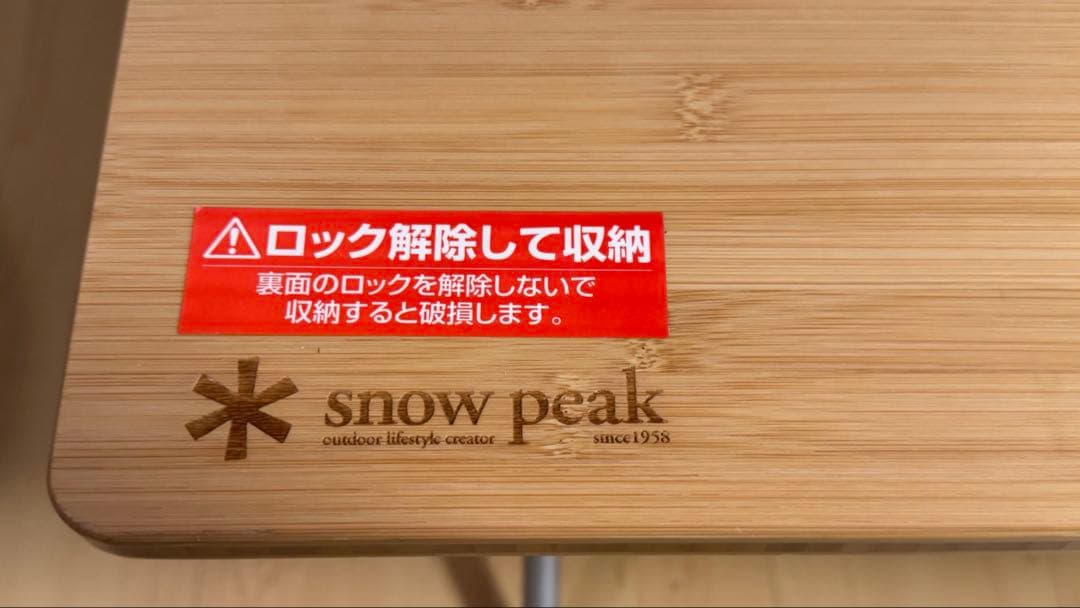 ロック解除して収納
裏面のロックを解除しないで
収納すると破損します。
snow peak
outdoor lifestyle creator since1958